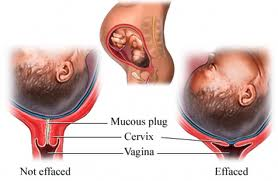 Mucous plug
Cervix
Vagina
Not effaced
Effaced